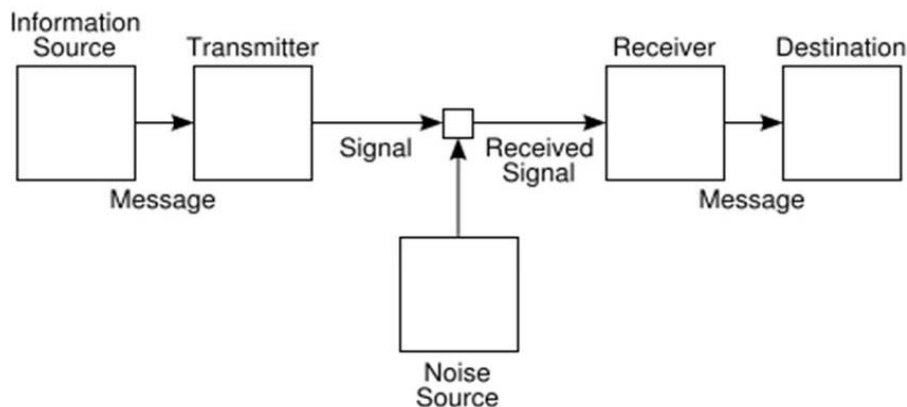 Information
Source
Transmitter
Receiver
Destination
Signal
Received
Signal
Message
Message
Noise
Source